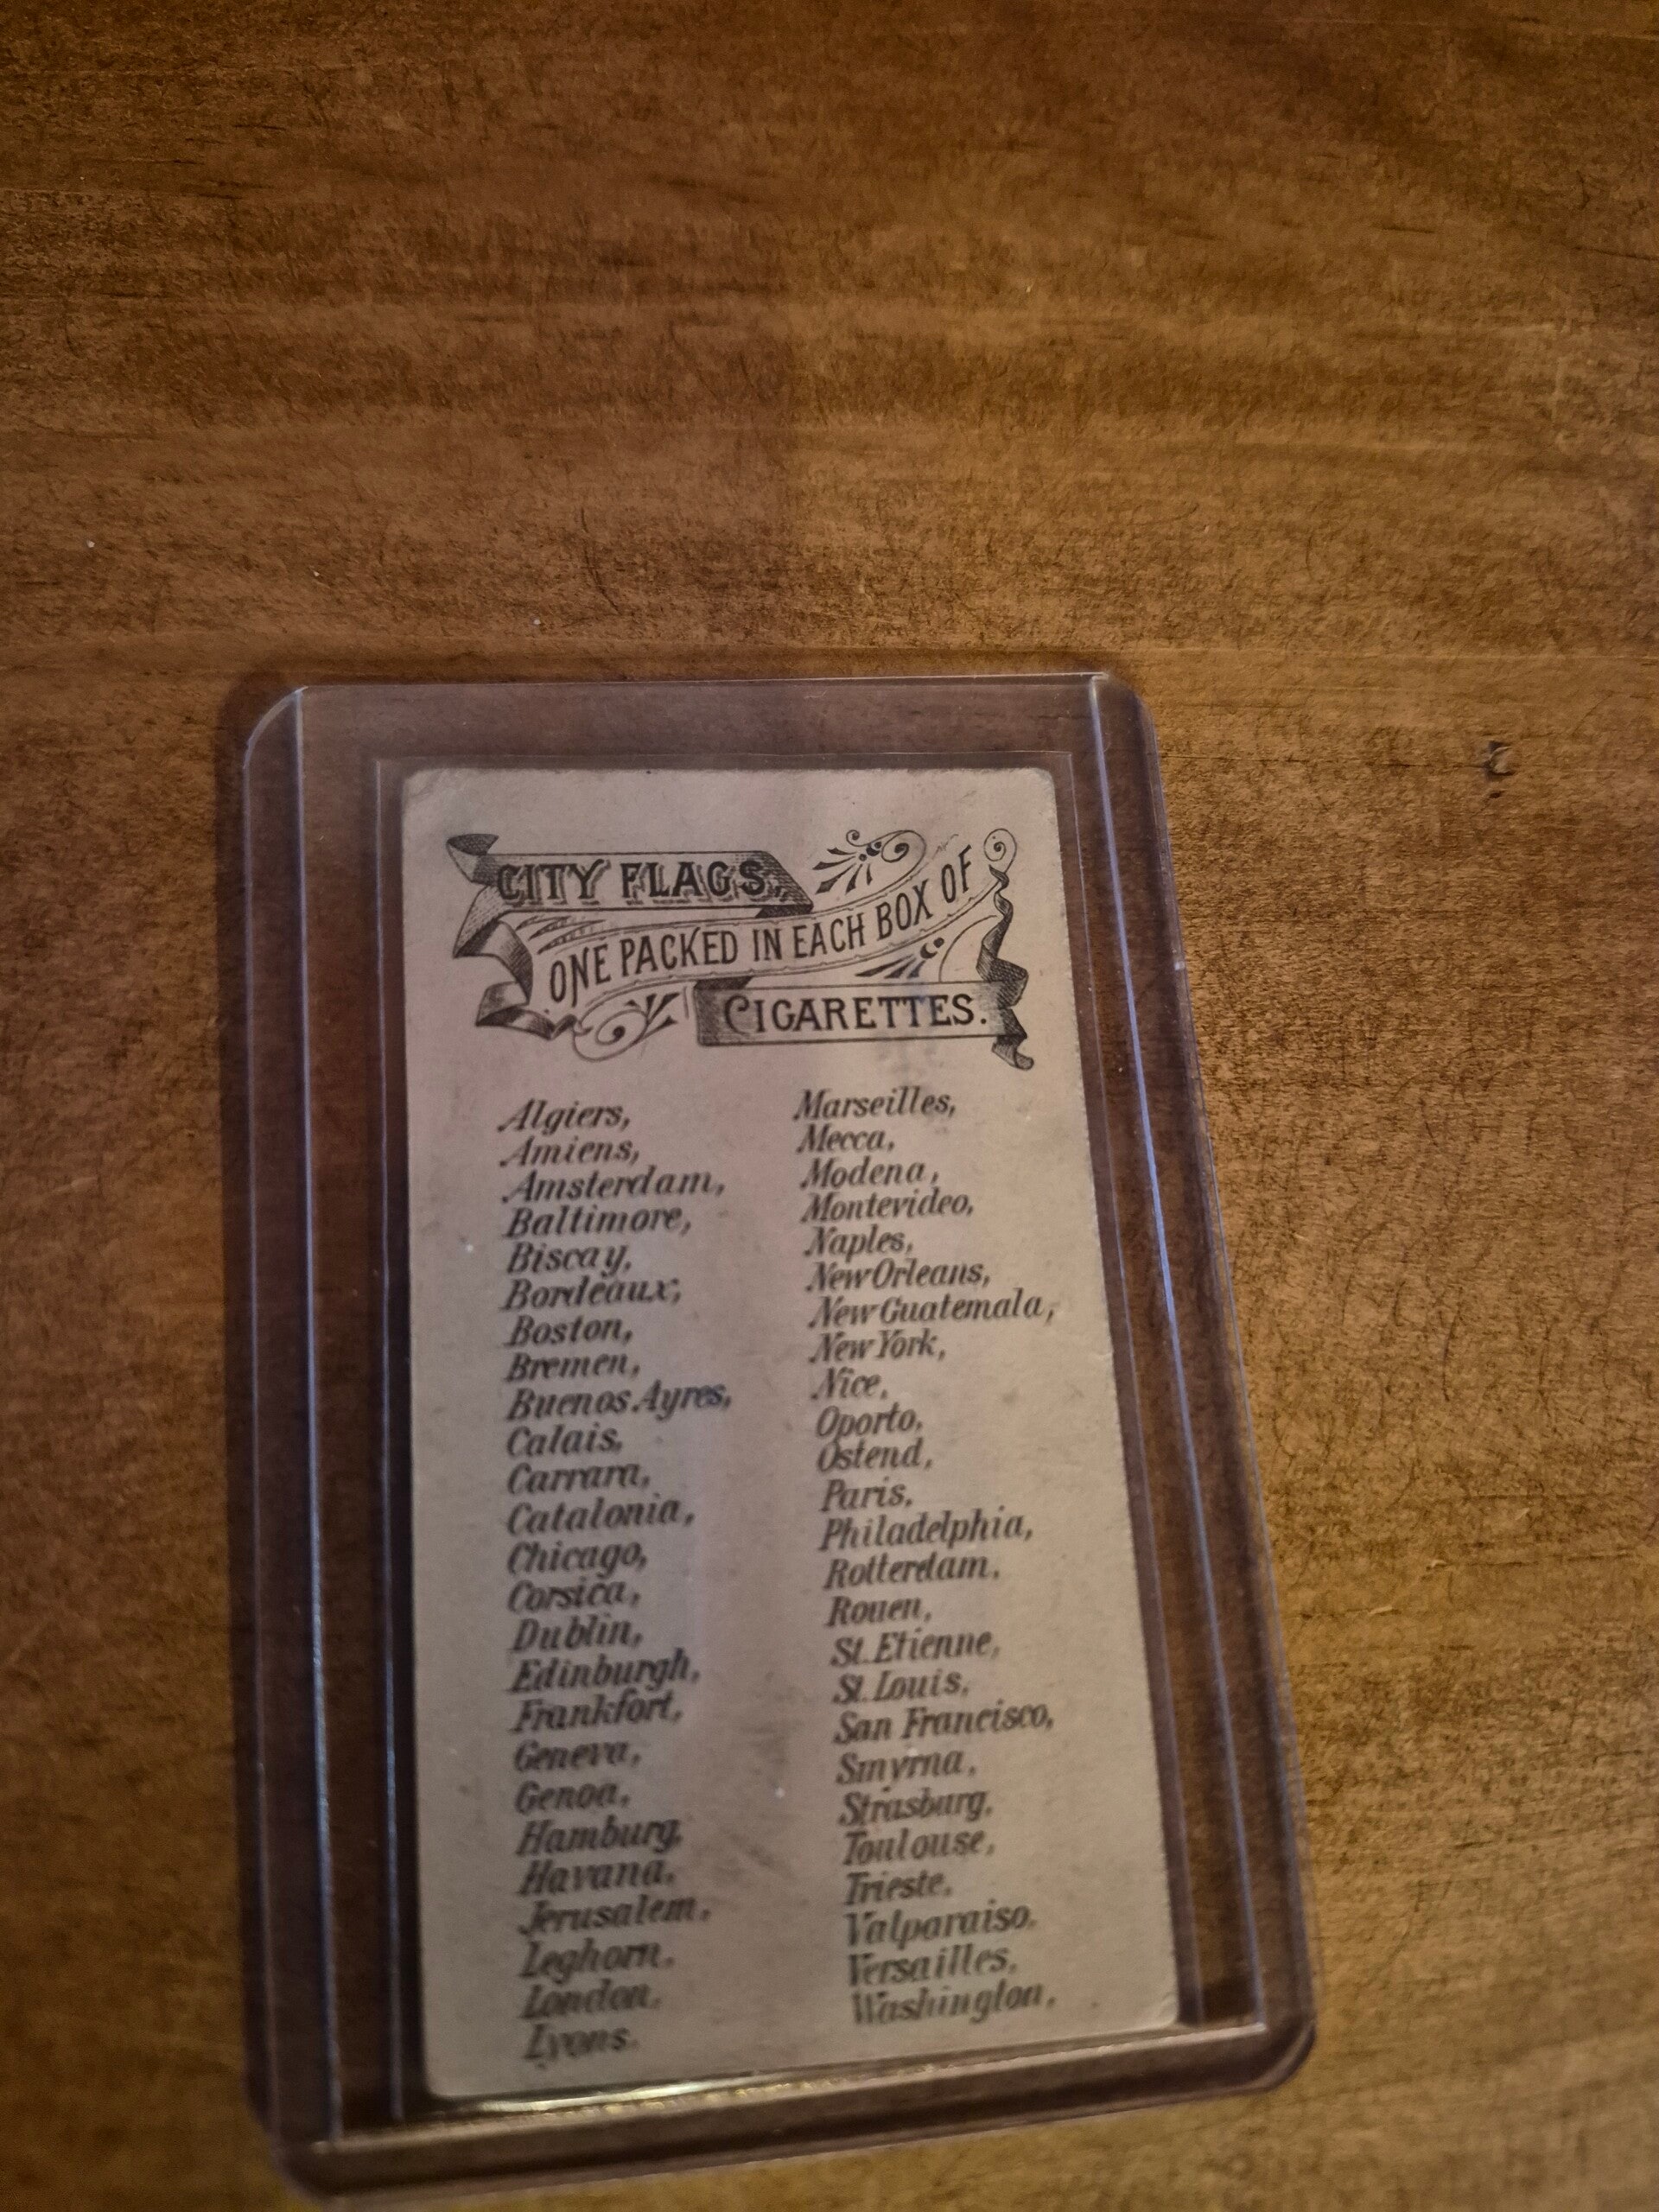 CITY FLAGS,
ONE PACKED IN EACH BOX OF
CIGARETTES.
Algiers,
Amiens,
Amsterdam,
Baltimore,
Biscay,
Bordeaux,
Boston,
Bremen,
Buenos Ayres,
Calais,
Carrara,
Catalonia,
Chicago,
Corsica,
Dublin,
Edinburgh,
Frankfort,
Geneva,
Genoa,
Hamburg,
Havana,
Jerusalem,
Leghorn,
London,
Lyons.
Marseilles,
Mecca,
Modena,
Montevideo,
Naples,
New Orleans,
New Guatemala,
New York,
Nice,
Oporto,
Ostend,
Paris,
Philadelphia,
Rotterdam,
Rouen,
St. Etienne,
St. Louis,
San Francisco,
Smyrna,
Strasburg,
Toulouse,
Trieste,
Valparaiso,
Versailles,
Washington,